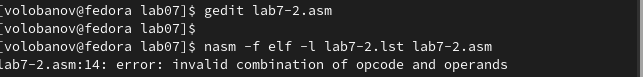 [volobanov@fedora lab07]$ gedit lab7-2.asm
[volobanov@fedora lab07]$
[volobanov@fedora lab07]$ nasm -f elf -l lab7-2.lst lab7-2.asm
lab7-2.asm:14: error: invalid combination of opcode and operands